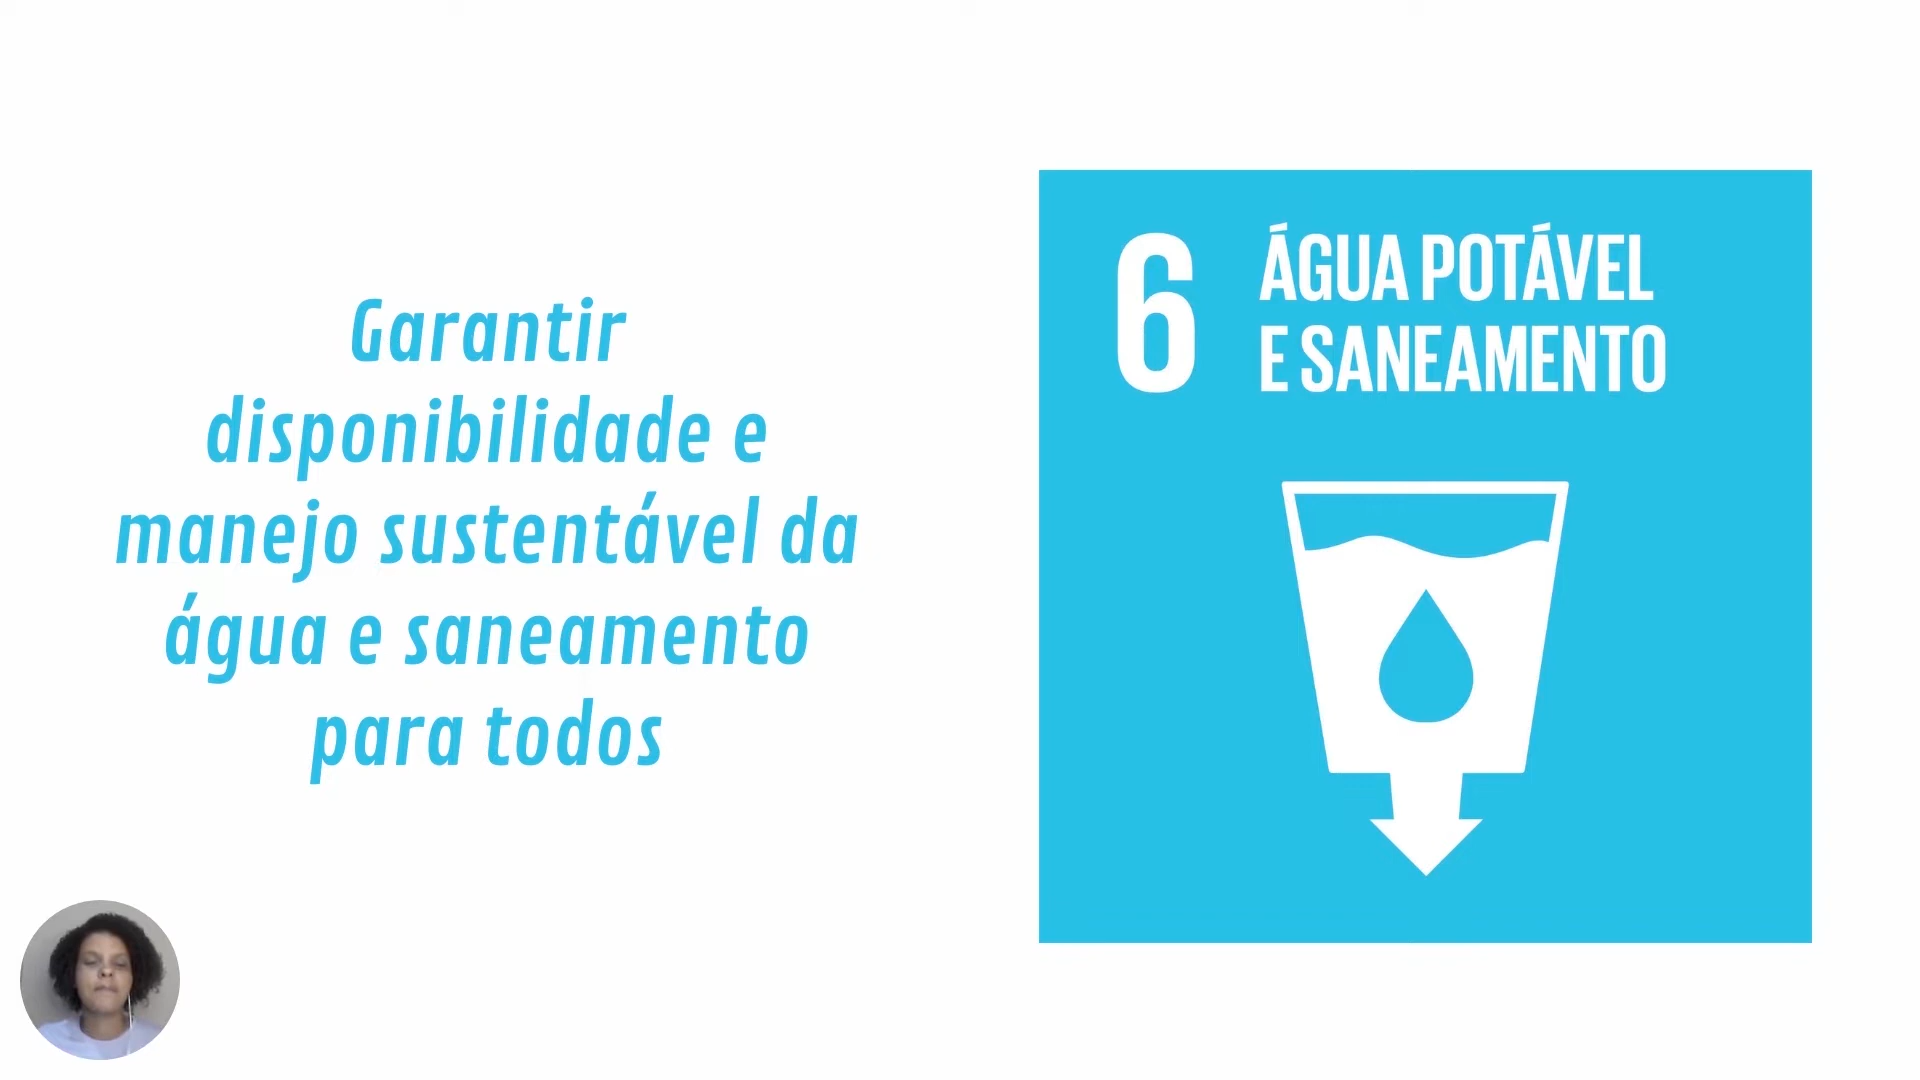 Garantir
disponibilidade e
manejo sustentável da
água e saneamento
para todos
6 ÁGUA POTÁVEL
E SANEAMENTO